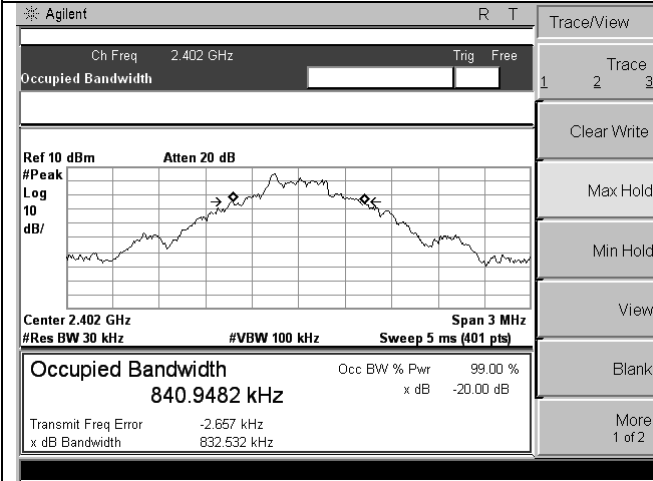 Agilent R T
Trace/View
Ch Freq 2.402 GHz Trig Free
Occupied Bandwidth
Trace
1 2 3
Clear Write
Ref 10 dBm Atten 20 dB
#Peak
Log
10
dB/
Max Hold
Min Hold
Center 2.402 GHz Span 3 MHz
#Res BW 30 kHz #VBW 100 kHz Sweep 5 ms (401 pts)
View
Occupied Bandwidth Occ BW % Pwr 99.00 %
840.9482 kHz x dB -20.00 dB
Blank
Transmit Freq Error -2.657 kHz
x dB Bandwidth 832.532 kHz
More
1 of 2